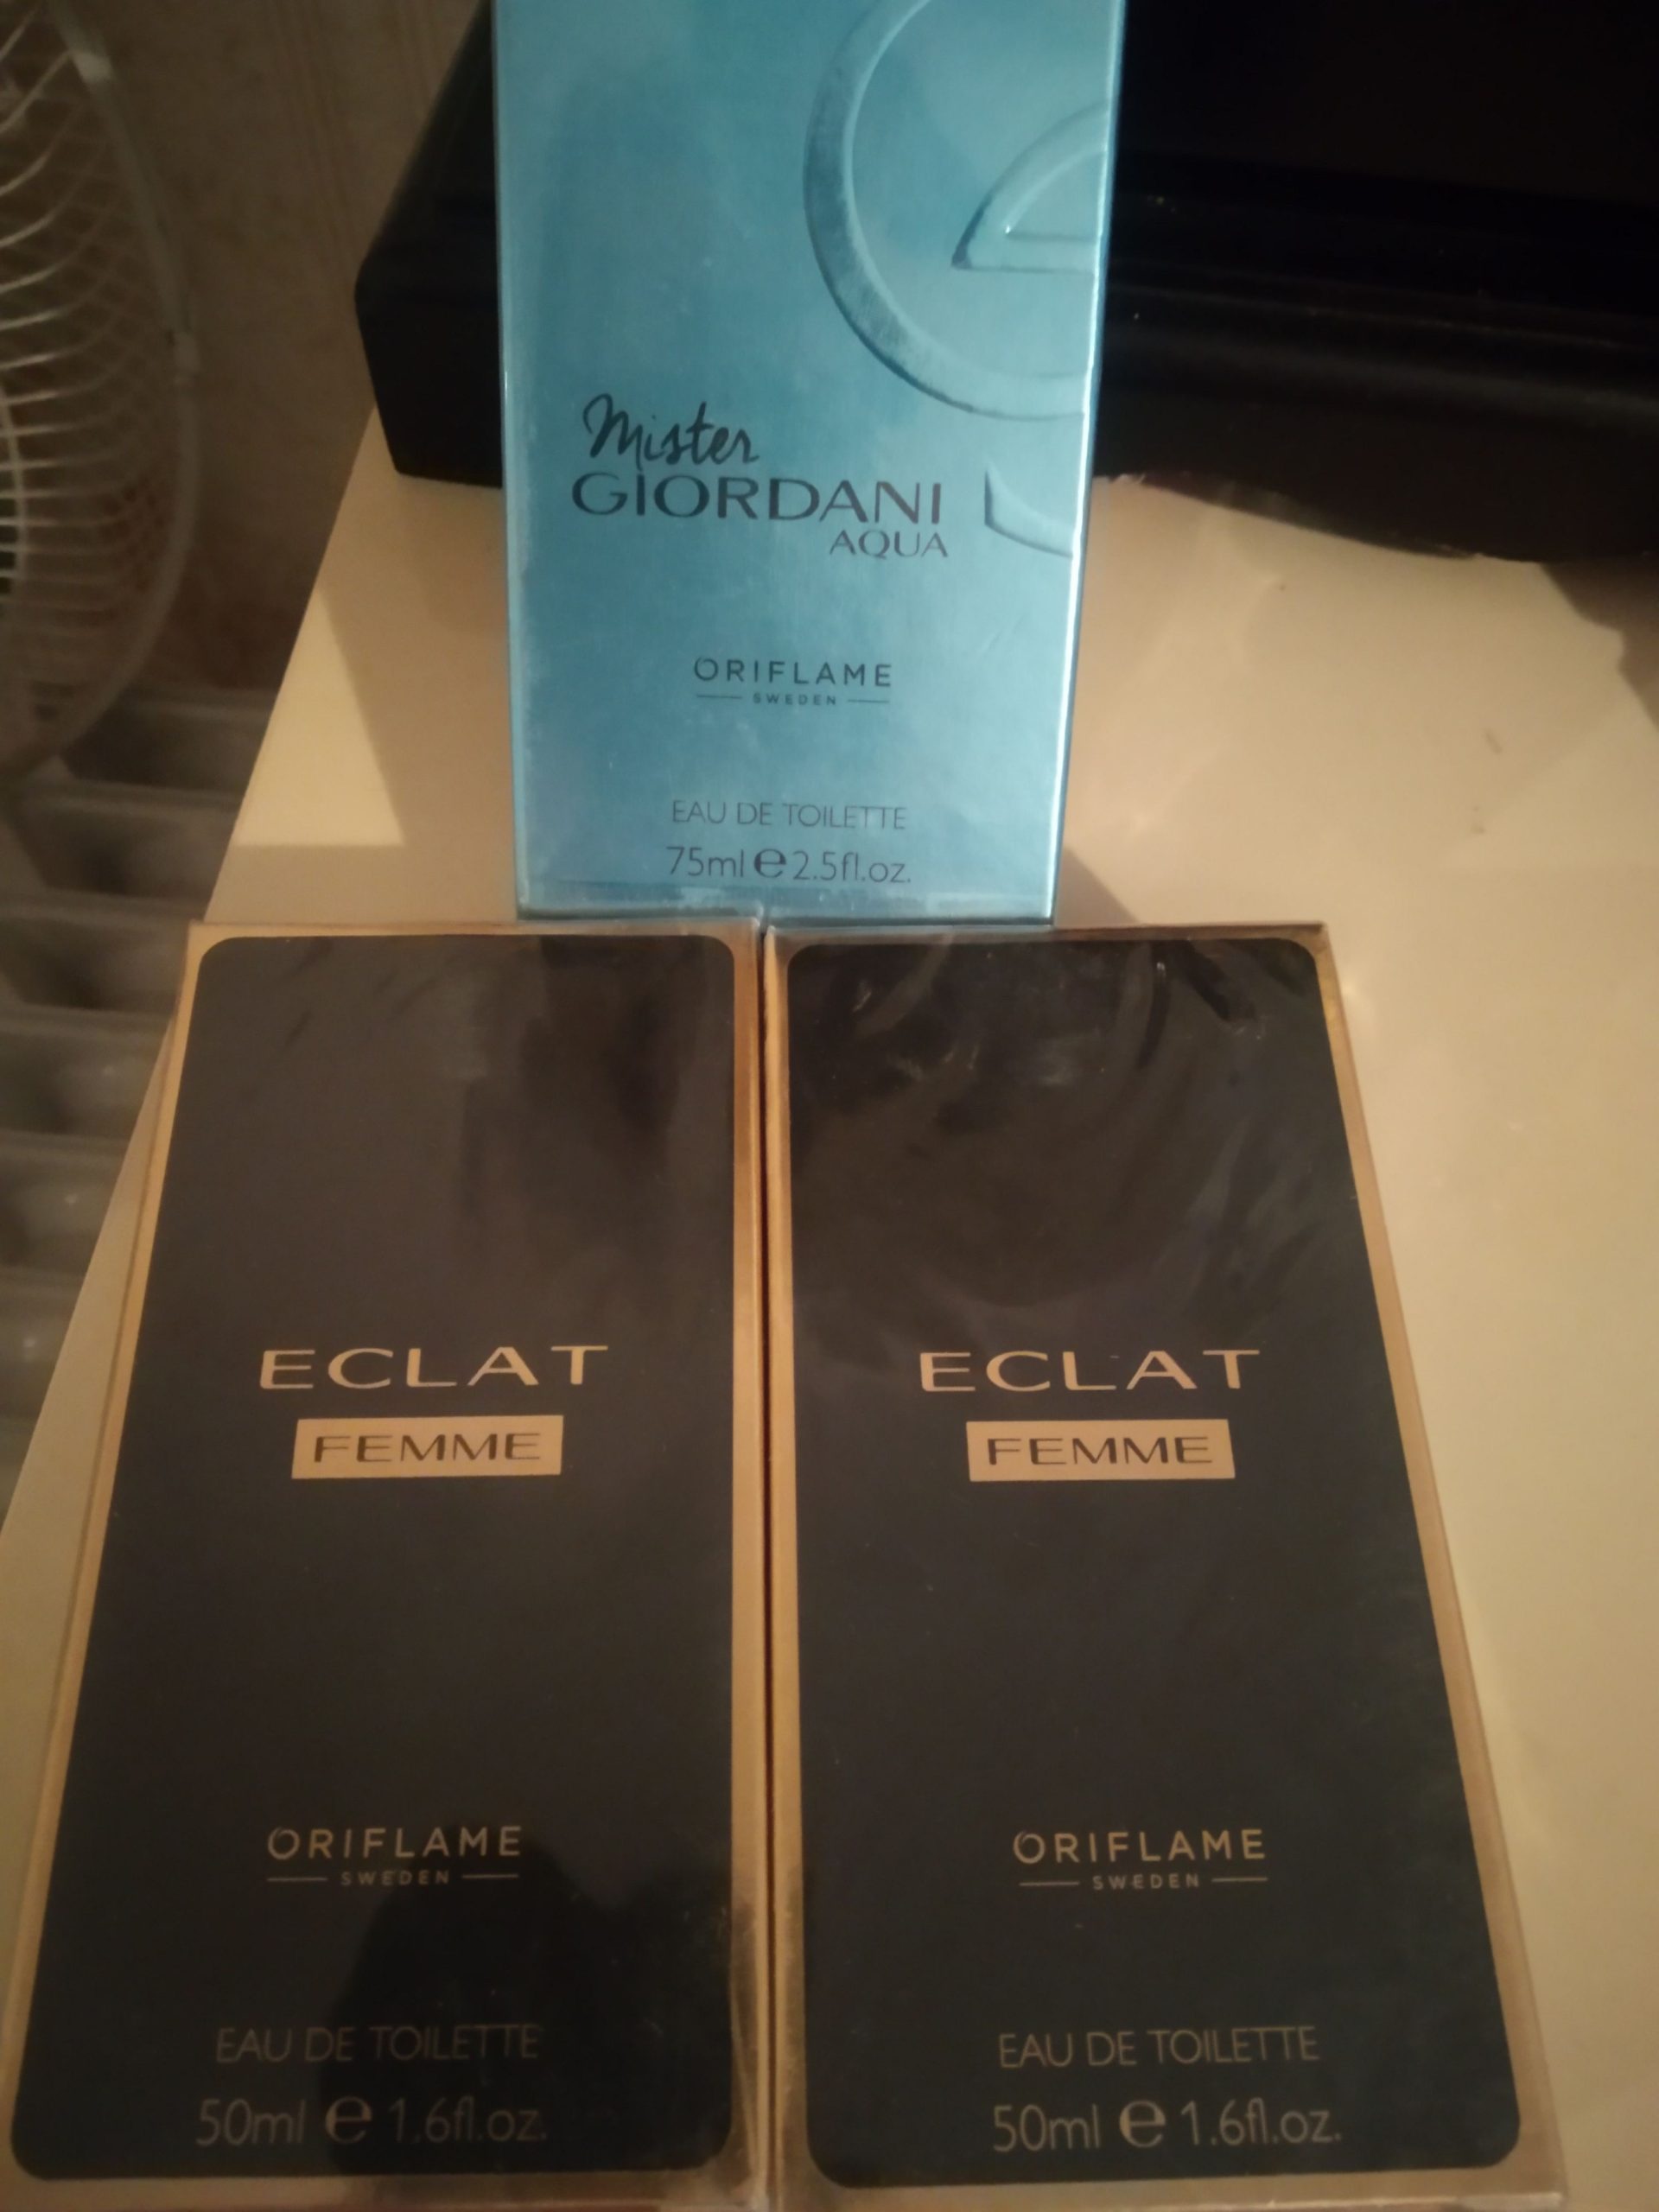 Mister
GIORDANI
AQUA
ORIFLAME
SWEDEN
EAU DE TOILETTE
75ml e 2.5fl.oz.
ECLAT
FEMME
ORIFLAME
SWEDEN
EAU DE TOILETTE
50ml e 1.6fl.oz.
ECLAT
FEMME
ORIFLAME
SWEDEN
EAU DE TOILETTE
50ml e 1.6fl.oz.